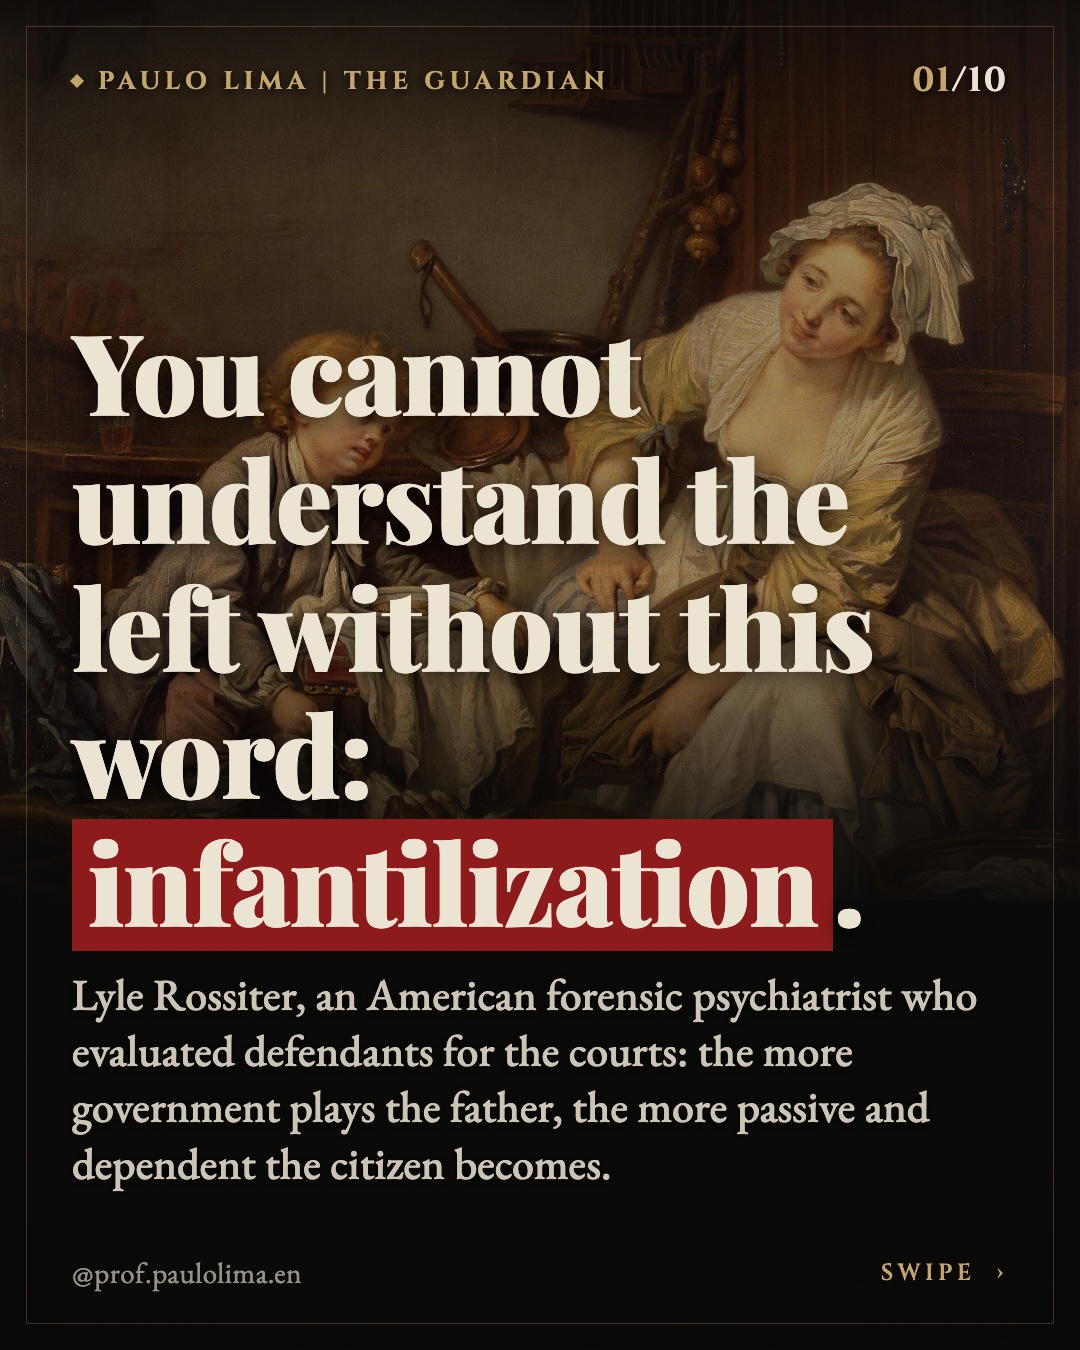 ◆ PAULO LIMA | THE GUARDIAN
01/10
You cannot
understand the
left without this
word:
infantilization.
Lyle Rossiter, an American forensic psychiatrist who
evaluated defendants for the courts: the more
government plays the father, the more passive and
dependent the citizen becomes.
@prof.paulolima.en
SWIPE ›